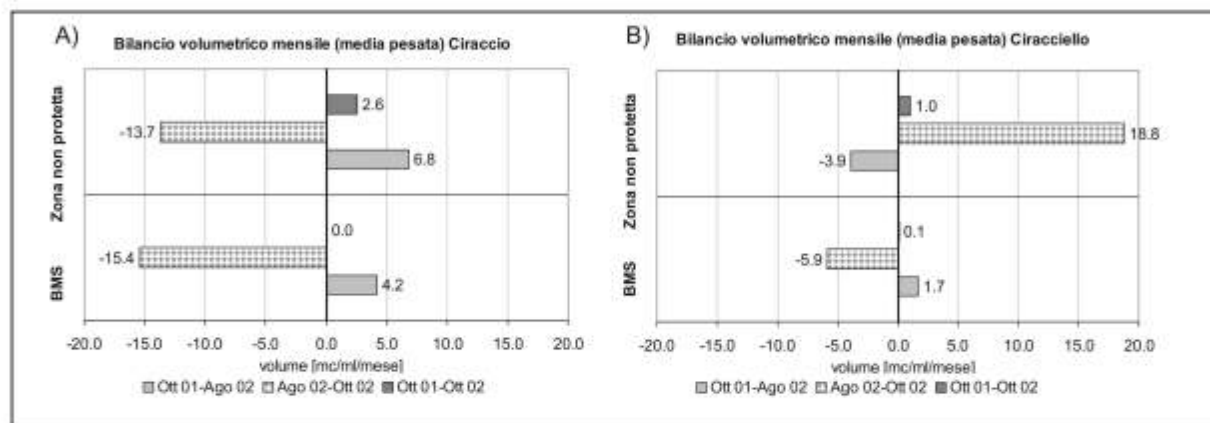 A)
Bilancio volumetrico mensile (media pesata) Ciraccio
Zona non protetta
2.6
-13.7
6.8
BMS
0.0
-15.4
4.2
-20.0 -15.0 -10.0 -5.0 0.0 5.0 10.0 15.0 20.0
volume [mc/ml/mese]
Ott 01-Ago 02 Ago 02-Ott 02 Ott 01-Ott 02
B)
Bilancio volumetrico mensile (media pesata) Ciracciello
Zona non protetta
1.0
18.8
-3.9
BMS
0.1
-5.9
1.7
-20.0 -15.0 -10.0 -5.0 0.0 5.0 10.0 15.0 20.0
volume [mc/ml/mese]
Ott 01-Ago 02 Ago 02-Ott 02 Ott 01-Ott 02